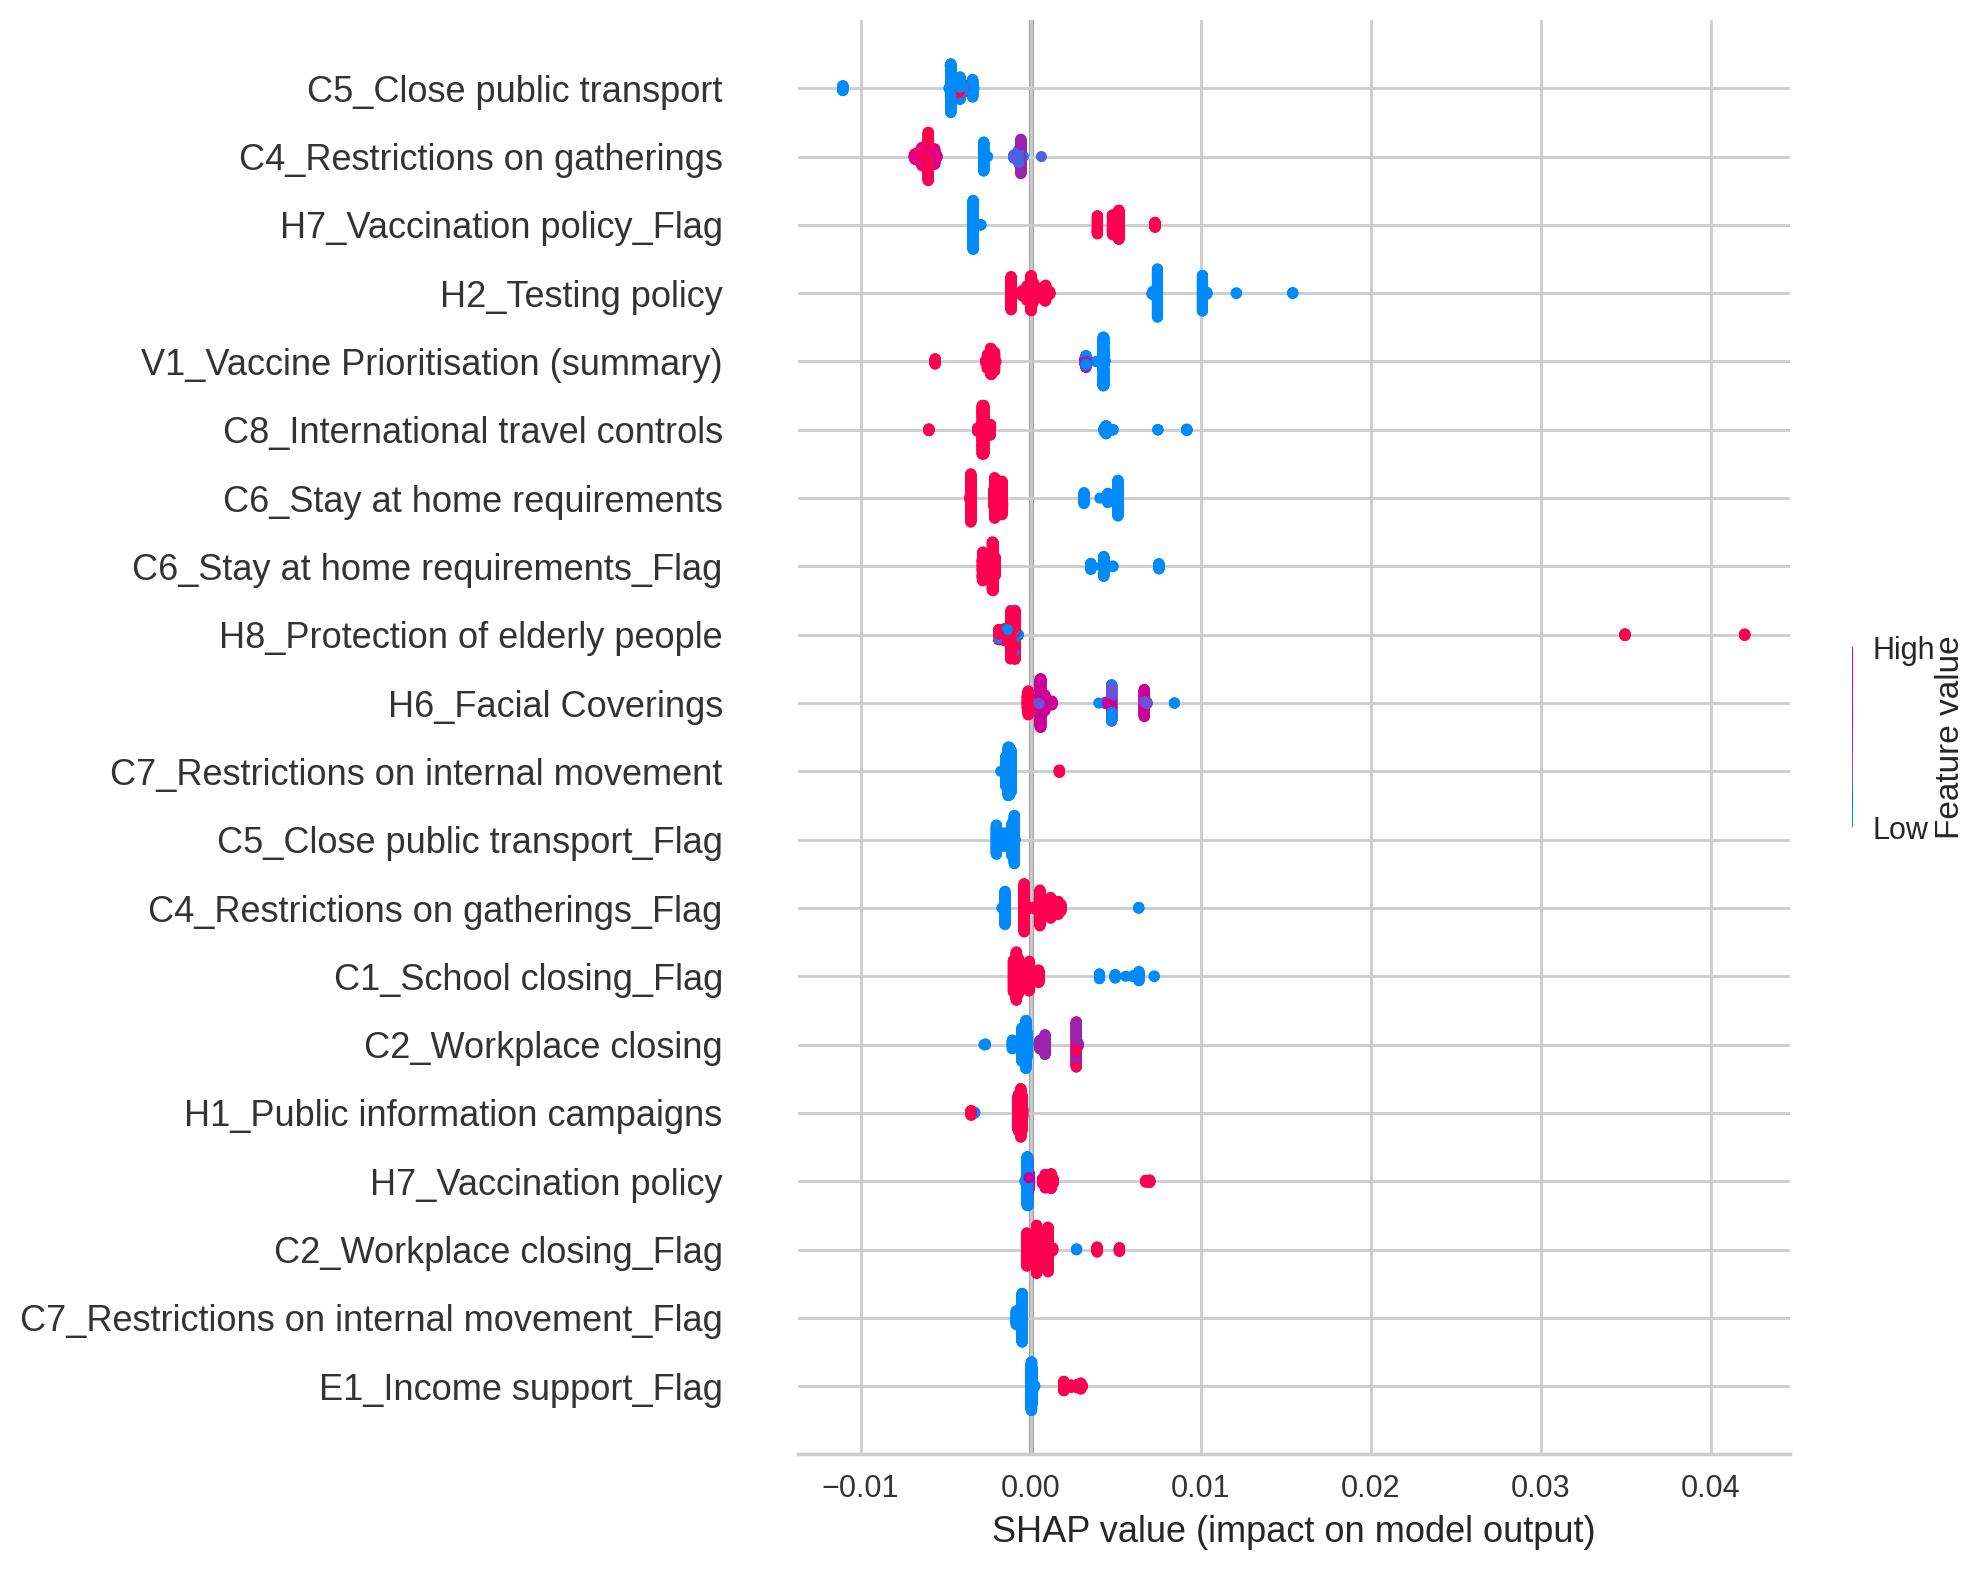 C5_Close public transport
C4_Restrictions on gatherings
H7_Vaccination policy_Flag
H2_Testing policy
V1_Vaccine Prioritisation (summary)
C8_International travel controls
C6_Stay at home requirements
C6_Stay at home requirements_Flag
H8_Protection of elderly people
H6_Facial Coverings
C7_Restrictions on internal movement
C5_Close public transport_Flag
C4_Restrictions on gatherings_Flag
C1_School closing_Flag
C2_Workplace closing
H1_Public information campaigns
H7_Vaccination policy
C2_Workplace closing_Flag
C7_Restrictions on internal movement_Flag
E1_Income support_Flag
−0.01 0.00 0.01 0.02 0.03 0.04
SHAP value (impact on model output)
High
Low
Feature value